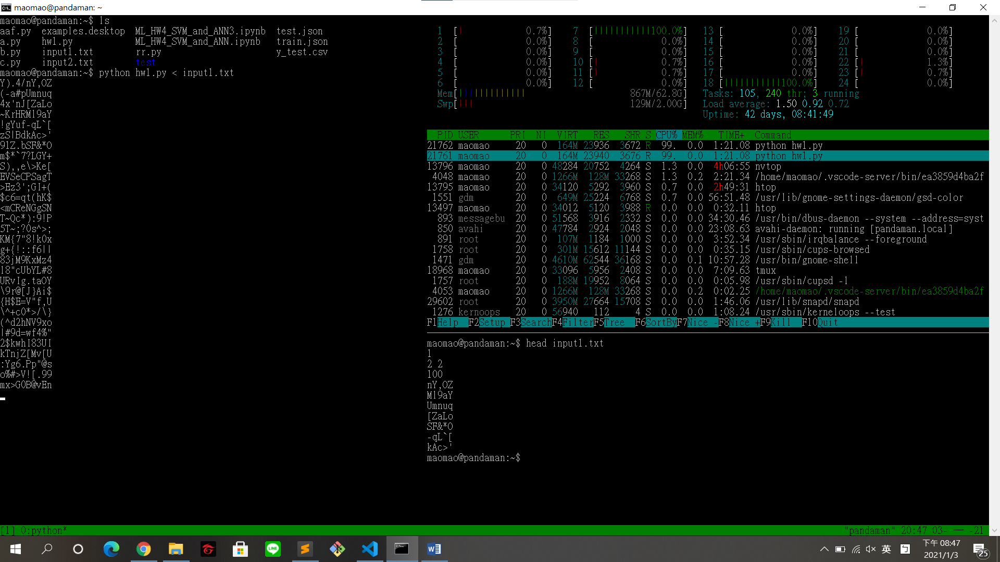 maomao@pandaman: ~
maomao@pandaman:~$ ls
aaf.py  examples.desktop  ML_HW4_SVM_and_ANN3.ipynb  test.json
a.py    hw1.py            ML_HW4_SVM_and_ANN.ipynb   train.json
b.py    input1.txt        rr.py                      y_test.csv
c.py    input2.txt        test
maomao@pandaman:~$ python hw1.py < input1.txt
Y).4/nY,OZ
(-a#pUmnuq
4x'nJ[ZaLo
~KrHRM19aY
!gYuf-qL`[
zS|BdkAc>'
91Z.bSF&*O
m$*`7?LGY+
S),,e\>Ke[
EVSeCPSagT
>Ez3';GI+(
$c6=qt(hK$
<mCReNGgSN
T~Qc*):9!P
5T~;?0s^>;
KM{7"8!k0x
g+{!::f6||
83jM9KxMz4
18"cUbYL#8
URvIg.taOY
\9r@[J}Ai$
{H$E=V"f,U
\^+c0*>/\}
(^d2hNV9xo
|#9d=wf4%"
2$kwhI83UI
kTnjZ[Mv[U
:Yg6.Pp"@s
o%#>V![.99
mx>G0B@vEn
1 [| 0.7%] 7 [|||||||||||100.0%] 13 [ 0.0%] 19 [ 0.0%]
2 [ 0.0%] 8 [ 0.0%] 14 [ 0.0%] 20 [ 0.0%]
3 [ 0.0%] 9 [ 0.0%] 15 [ 0.0%] 21 [ 0.0%]
4 [ 0.0%] 10 [| 0.7%] 16 [ 0.0%] 22 [| 1.3%]
5 [ 0.0%] 11 [| 0.7%] 17 [ 0.0%] 23 [| 0.7%]
6 [ 0.0%] 12 [ 0.0%] 18 [|||||||||||100.0%] 24 [ 0.0%]
Mem[||||||||||||| 867M/62.8G] Tasks: 105, 240 thr; 3 running
Swp[||| 129M/2.00G] Load average: 1.50 0.92 0.72
Uptime: 42 days, 08:41:49
PID USER PRI NI VIRT RES SHR S CPU% MEM% TIME+ Command
21762 maomao 20 0 164M 23936 3672 R 99. 0.0 1:21.08 python hw1.py
21761 maomao 20 0 164M 23940 3676 R 99. 0.0 1:21.08 python hw1.py
13796 maomao 20 0 48284 20752 4264 S 1.3 0.0 4h06:55 nvtop
4048 maomao 20 0 1266M 128M 33268 S 1.3 0.2 2:21.34 /home/maomao/.vscode-server/bin/ea3859d4ba2f
13795 maomao 20 0 34120 5292 3960 S 0.7 0.0 2h49:31 htop
1551 gdm 20 0 649M 25224 6768 S 0.7 0.0 56:51.48 /usr/lib/gnome-settings-daemon/gsd-color
13497 maomao 20 0 34012 5120 3988 R 0.0 0.0 0:32.11 htop
893 messagebu 20 0 51568 3916 2332 S 0.0 0.0 34:30.46 /usr/bin/dbus-daemon --system --address=syst
850 avahi 20 0 47784 2924 2048 S 0.0 0.0 23:08.63 avahi-daemon: running [pandaman.local]
891 root 20 0 107M 1184 1000 S 0.0 0.0 3:52.34 /usr/sbin/irqbalance --foreground
1758 root 20 0 301M 15612 11144 S 0.0 0.0 0:35.15 /usr/sbin/cups-browsed
1471 gdm 20 0 4610M 62544 36168 S 0.0 0.1 10:57.28 /usr/bin/gnome-shell
18968 maomao 20 0 33096 5956 2408 S 0.0 0.0 7:09.63 tmux
1757 root 20 0 188M 19952 8064 S 0.0 0.0 0:05.98 /usr/sbin/cupsd -l
4053 maomao 20 0 1266M 128M 33268 S 0.0 0.2 0:02.25 /home/maomao/.vscode-server/bin/ea3859d4ba2f
29602 root 20 0 3950M 27664 15708 S 0.0 0.0 1:46.06 /usr/lib/snapd/snapd
1276 kernoops 20 0 56940 112 4 S 0.0 0.0 1:08.24 /usr/sbin/kerneloops --test
F1Help F2Setup F3SearchF4FilterF5Tree F6SortByF7Nice -F8Nice +F9Kill F10Quit
maomao@pandaman:~$ head input1.txt
1
2 2
100
nY,OZ
M19aY
Umnuq
[ZaLo
SF&*O
-qL`[
kAc>'
maomao@pandaman:~$
[1] 0:python* "pandaman" 20:47 03- 一 -21
LINE
英
下午 08:47
2021/1/3
25